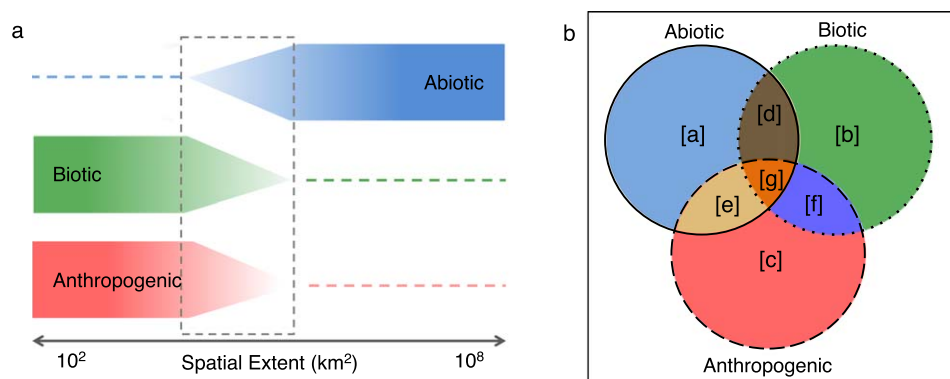 a
Abiotic
Biotic
Anthropogenic
10²
Spatial Extent (km²)
10⁸
b
Abiotic
Biotic
[a]
[d]
[b]
[g]
[e]
[f]
[c]
Anthropogenic